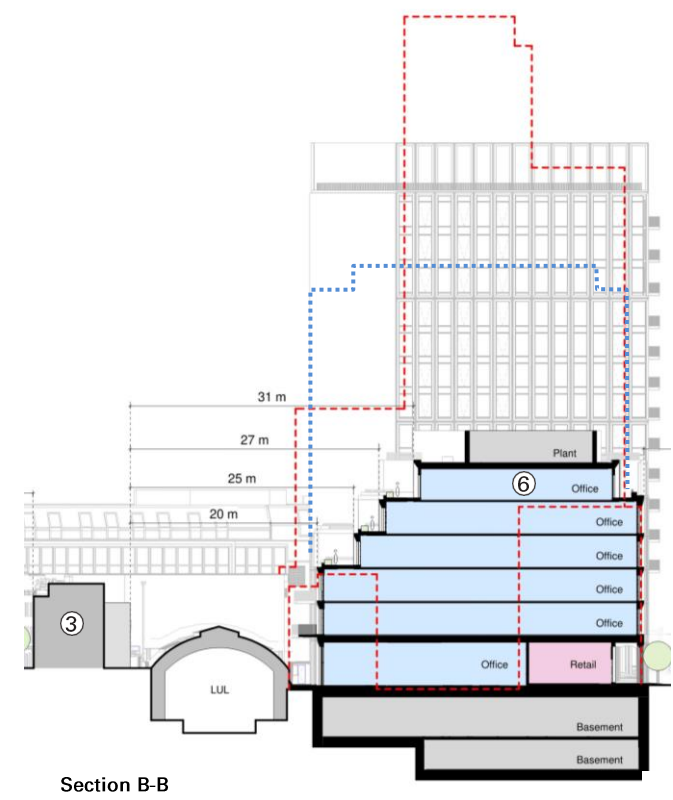 31 m
27 m
Plant
25 m
⑥ Office
20 m
Office
Office
Office
③
Office
Office Retail
LUL
Basement
Basement
Section B-B